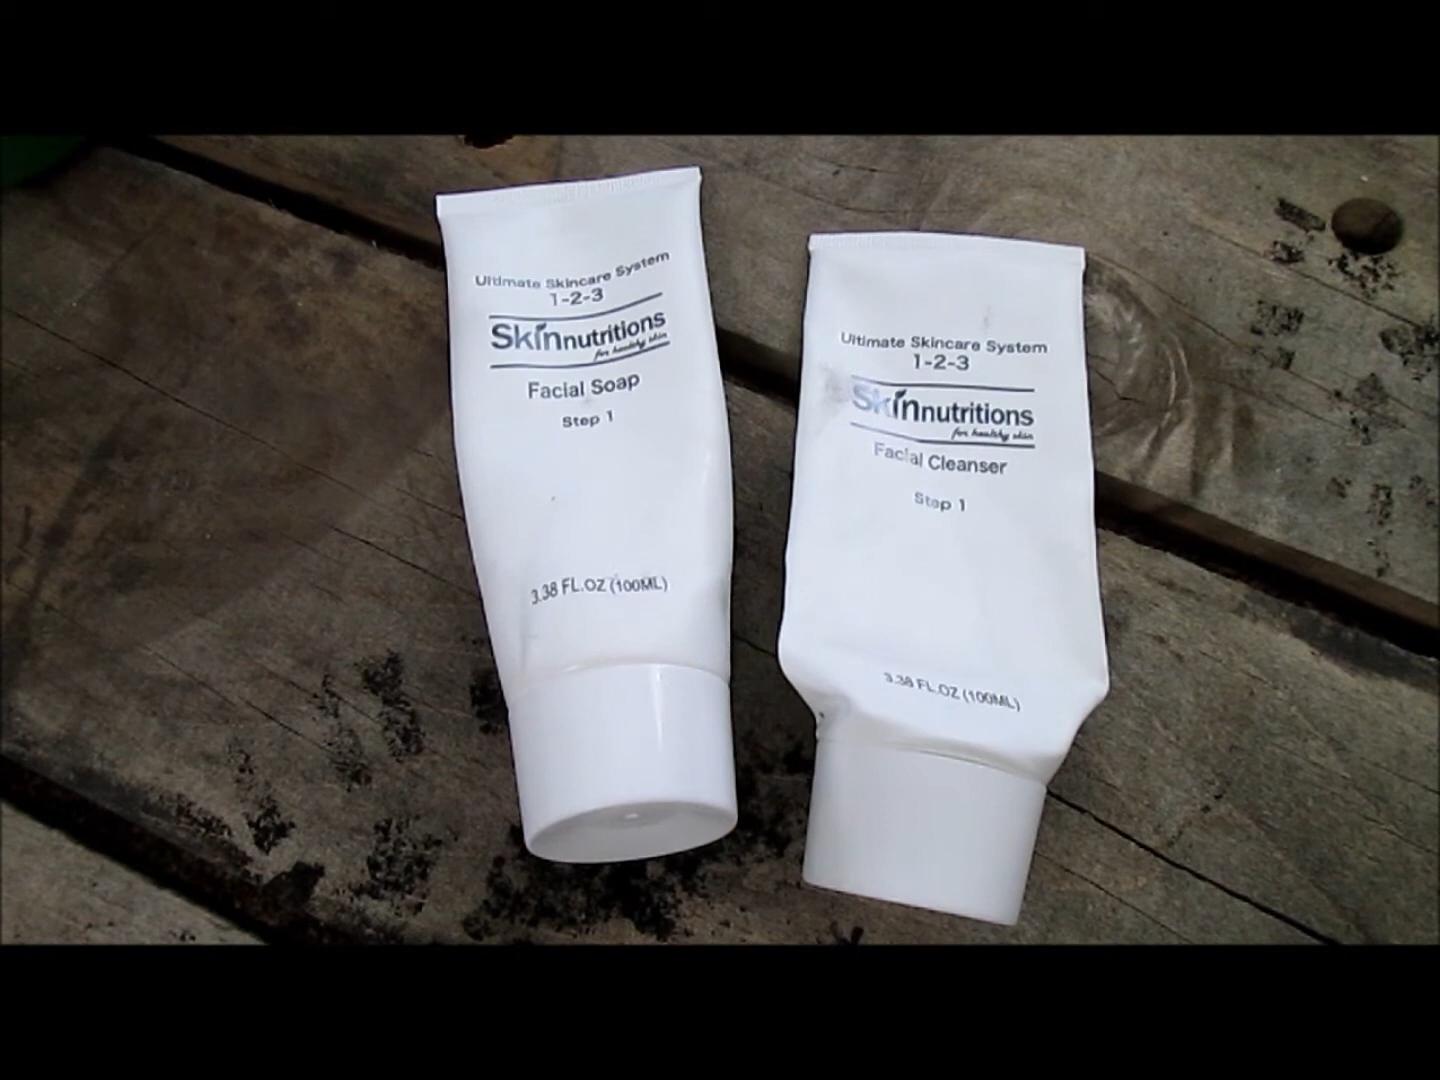 Ultimate Skincare System
1-2-3
Skinnutritions
for healthy skin
Facial Soap
Step 1
3.38 FL.OZ (100ML)
Ultimate Skincare System
1-2-3
Skinnutritions
for healthy skin
Facial Cleanser
Step 1
3.38 FL.OZ (100ML)